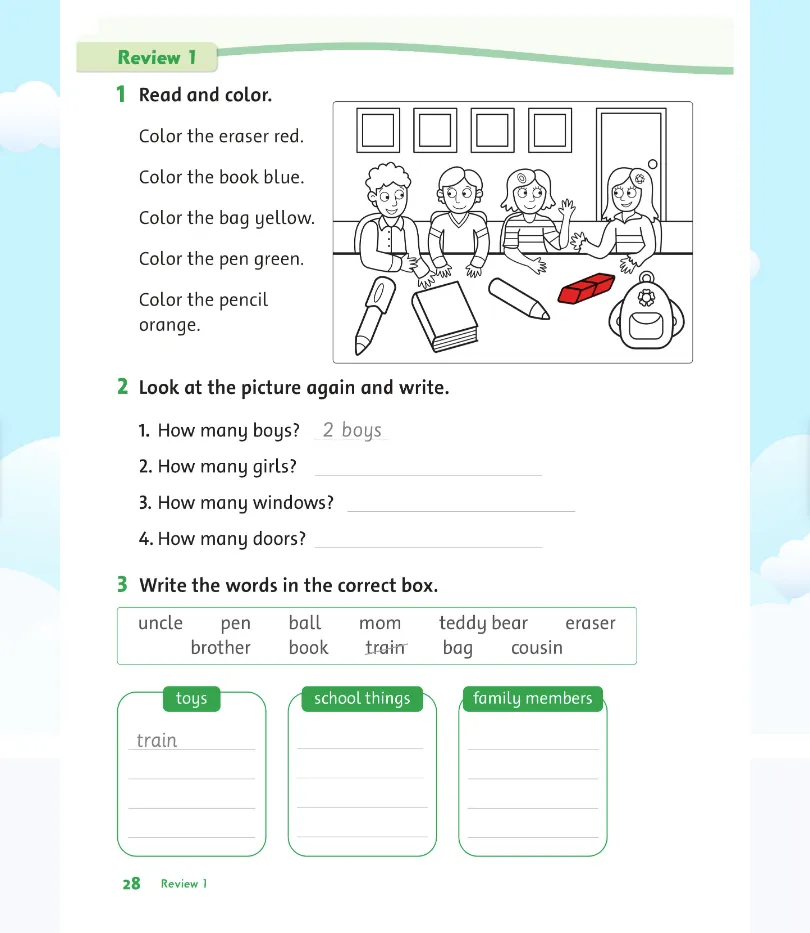 Review 1
1 Read and color.
Color the eraser red.
Color the book blue.
Color the bag yellow.
Color the pen green.
Color the pencil
orange.
2 Look at the picture again and write.
1. How many boys? 2 boys
2. How many girls?
3. How many windows?
4. How many doors?
3 Write the words in the correct box.
uncle pen ball mom teddy bear eraser
brother book train bag cousin
toys
train
school things
family members
28 Review 1